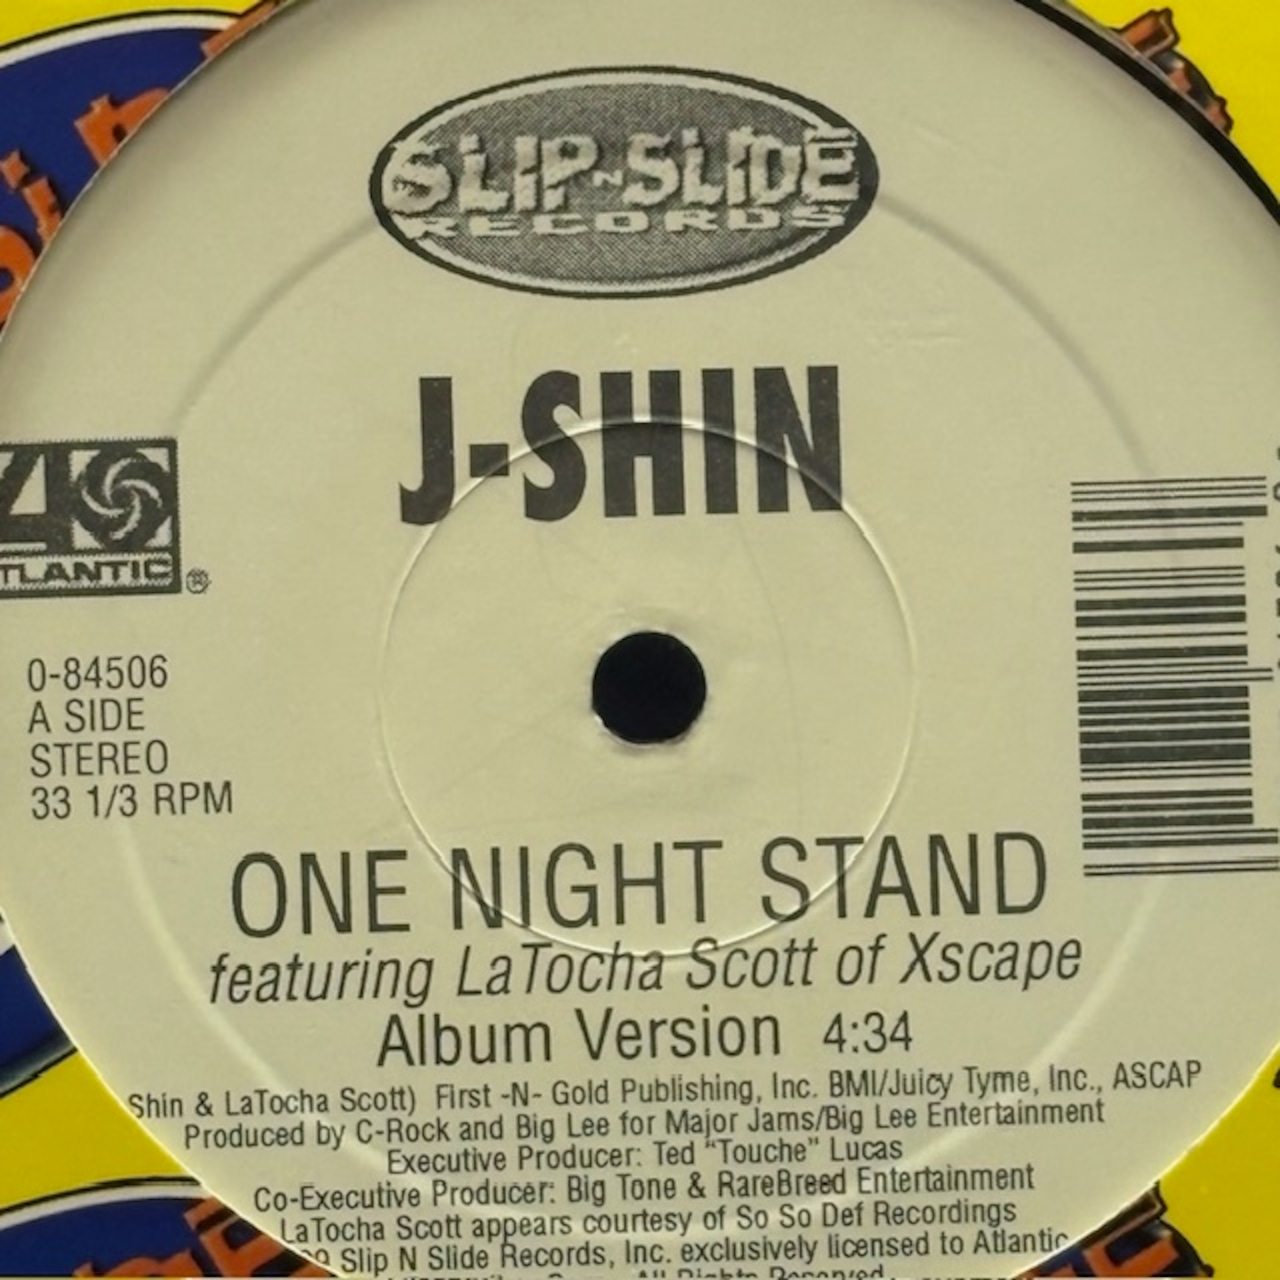 SLIP N SLIDE
RECORDS
J-SHIN
ATLANTIC ®
0-84506
A SIDE
STEREO
33 1/3 RPM
ONE NIGHT STAND
featuring LaTocha Scott of Xscape
Album Version 4:34
Shin & LaTocha Scott) First -N- Gold Publishing, Inc. BMI/Juicy Tyme, Inc., ASCAP
Produced by C-Rock and Big Lee for Major Jams/Big Lee Entertainment
Executive Producer: Ted "Touche" Lucas
Co-Executive Producer: Big Tone & RareBreed Entertainment
LaTocha Scott appears courtesy of So So Def Recordings
Slip N Slide Records, Inc. exclusively licensed to Atlantic
All Rights Reserved.